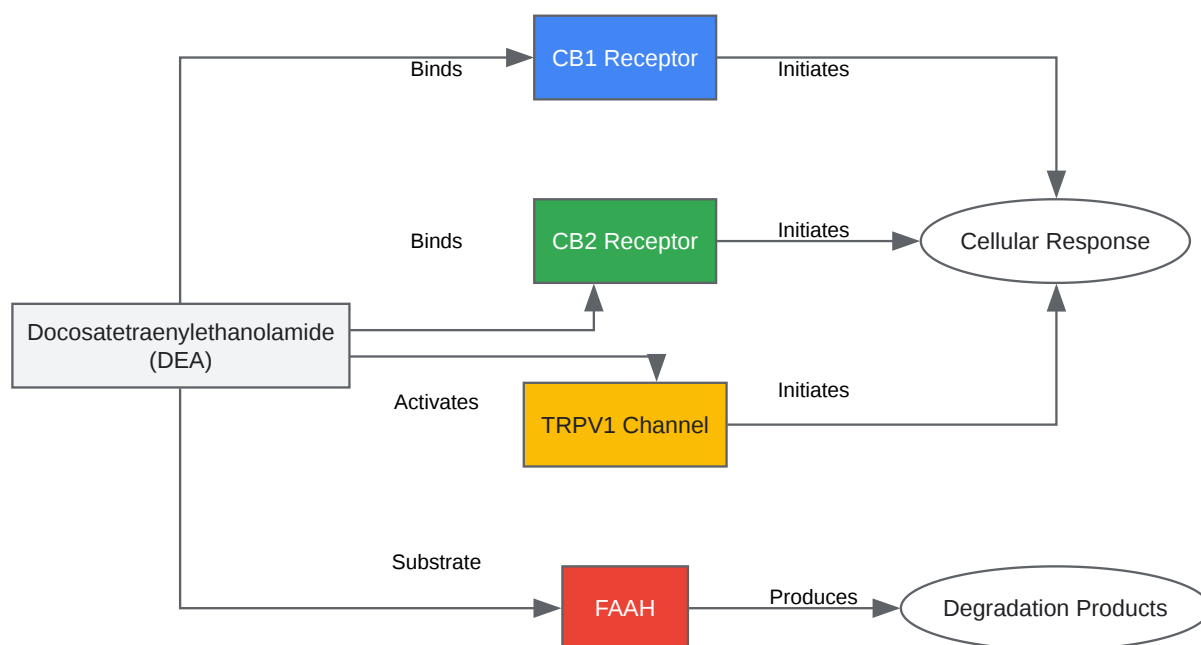 CB1 Receptor
Binds
Initiates
CB2 Receptor
Binds
Initiates
Cellular Response
Docosatetraenylethanolamide
(DEA)
Activates
TRPV1 Channel
Initiates
Substrate
FAAH
Produces
Degradation Products